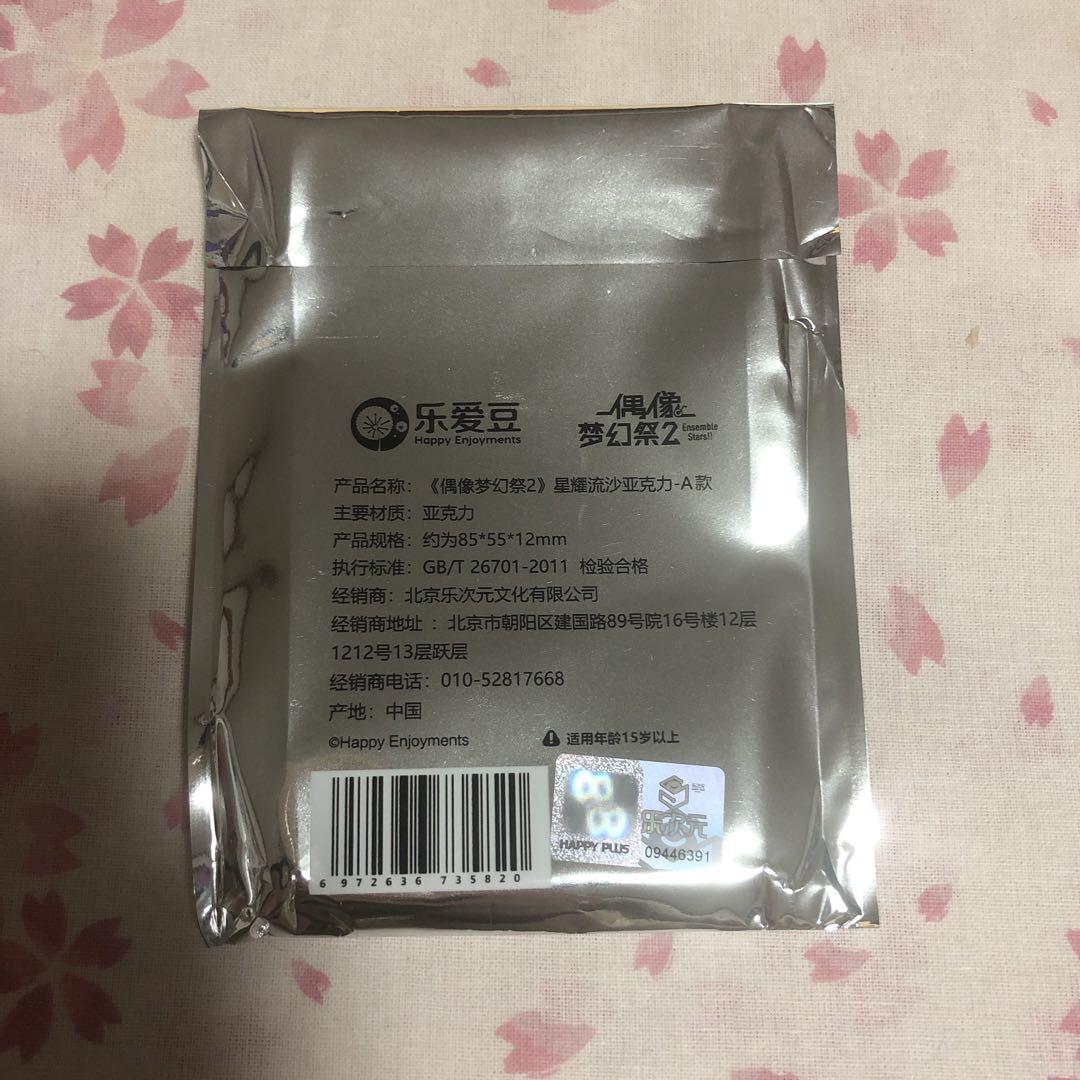 乐爱豆
Happy Enjoyments
偶像
梦幻祭2
Ensemble
Stars!!
产品名称：《偶像梦幻祭2》星耀流沙亚克力-A款
主要材质：亚克力
产品规格：约为85*55*12mm
执行标准：GB/T 26701-2011 检验合格
经销商：北京乐次元文化有限公司
经销商地址：北京市朝阳区建国路89号院16号楼12层
1212号13层跃层
经销商电话：010-52817668
产地：中国
©Happy Enjoyments
适用年龄15岁以上
6 972636 735820
HAPPY PLUS
乐次元
09446391